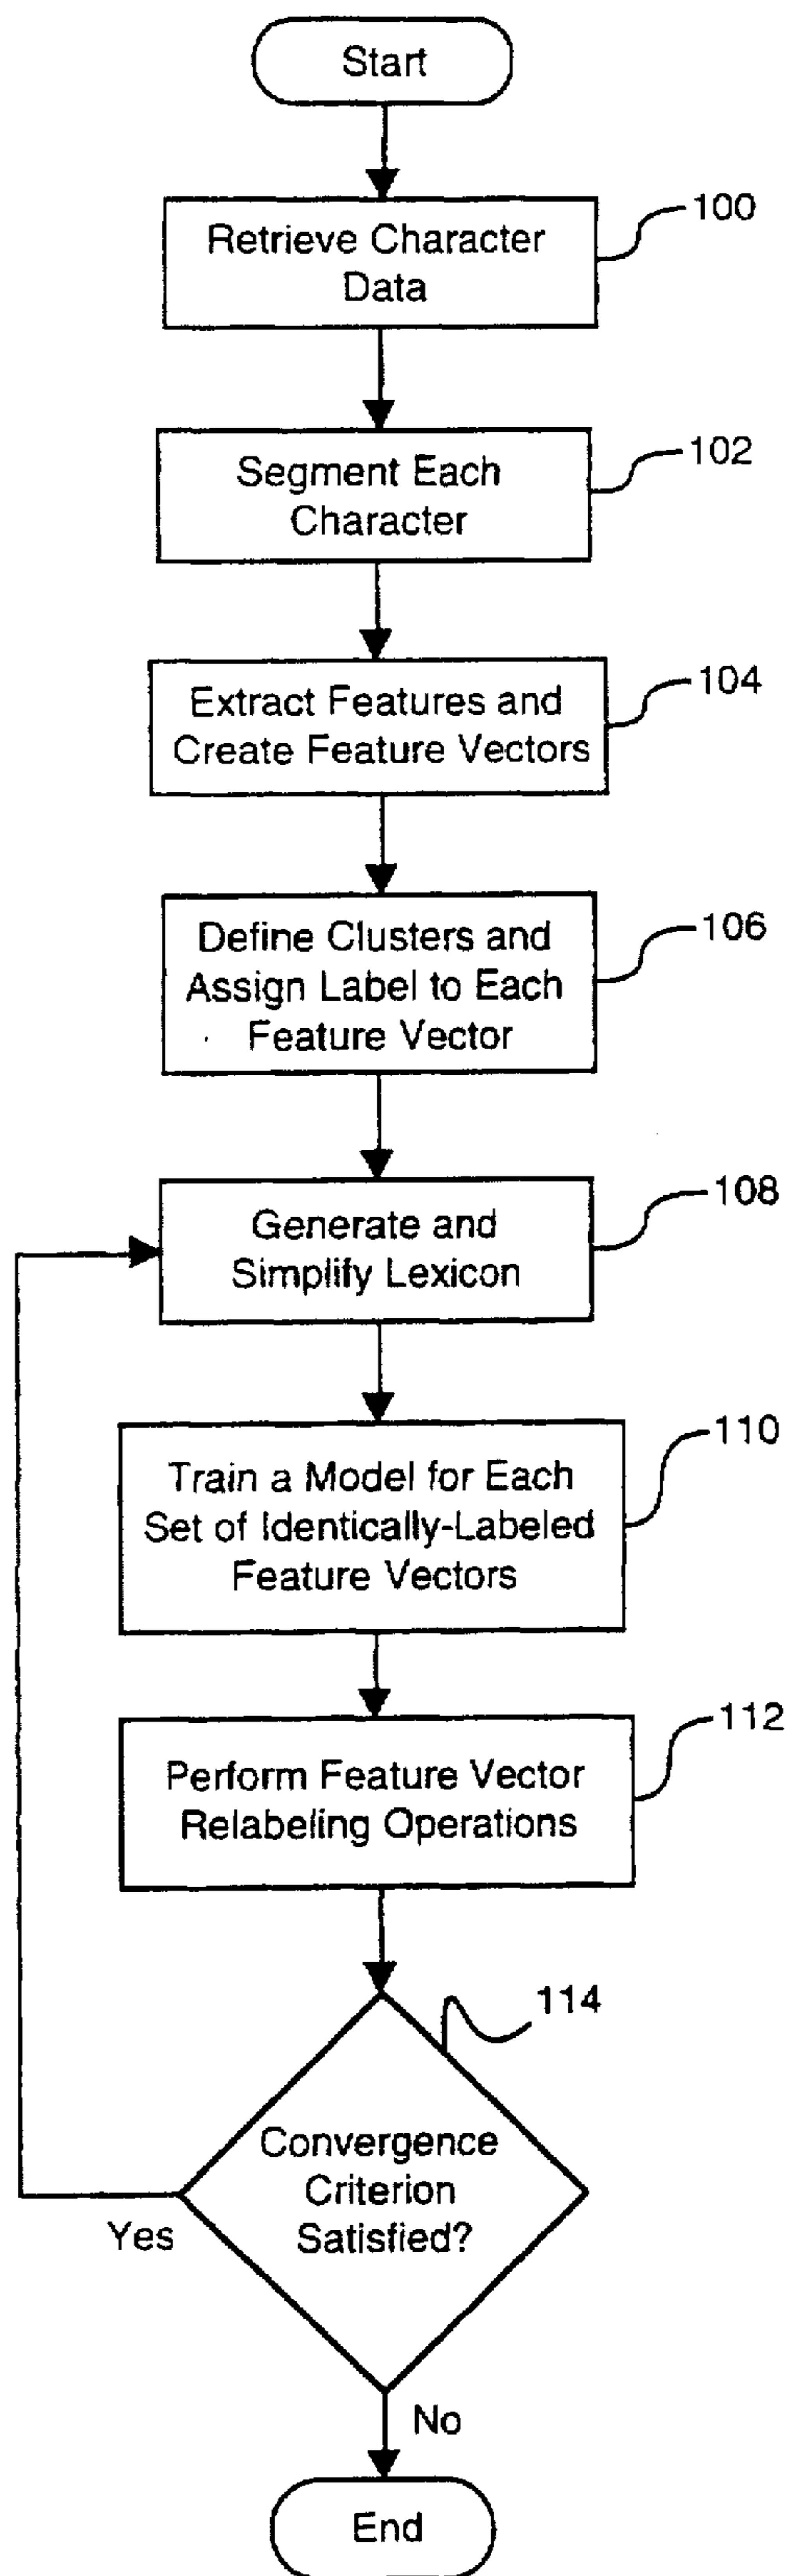 Start
100
Retrieve Character
Data
102
Segment Each
Character
104
Extract Features and
Create Feature Vectors
106
Define Clusters and
Assign Label to Each
Feature Vector
108
Generate and
Simplify Lexicon
110
Train a Model for Each
Set of Identically-Labeled
Feature Vectors
112
Perform Feature Vector
Relabeling Operations
114
Convergence
Criterion
Satisfied?
Yes
No
End